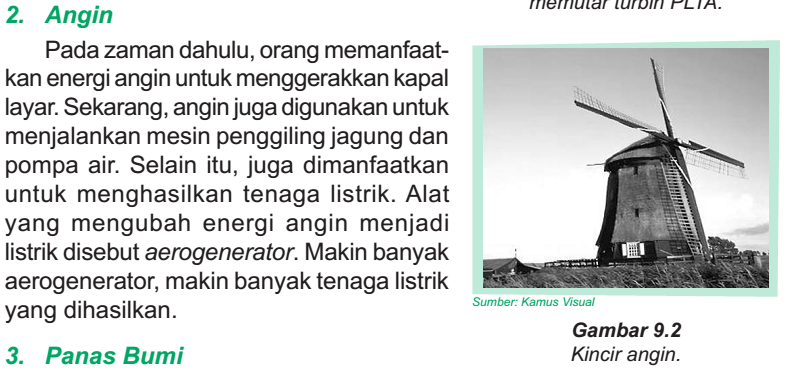 2. Angin
Pada zaman dahulu, orang memanfaat-
kan energi angin untuk menggerakkan kapal
layar. Sekarang, angin juga digunakan untuk
menjalankan mesin penggiling jagung dan
pompa air. Selain itu, juga dimanfaatkan
untuk menghasilkan tenaga listrik. Alat
yang mengubah energi angin menjadi
listrik disebut aerogenerator. Makin banyak
aerogenerator, makin banyak tenaga listrik
yang dihasilkan.
3. Panas Bumi
memutar turbin PLTA.
Sumber: Kamus Visual
Gambar 9.2
Kincir angin.